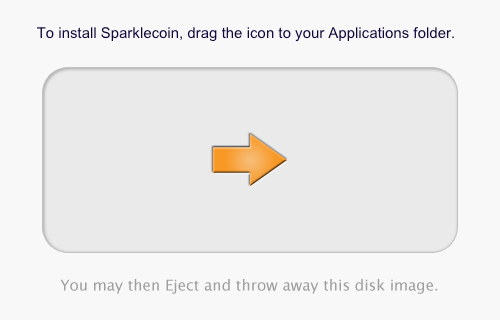 To install Sparklecoin, drag the icon to your Applications folder.
You may then Eject and throw away this disk image.